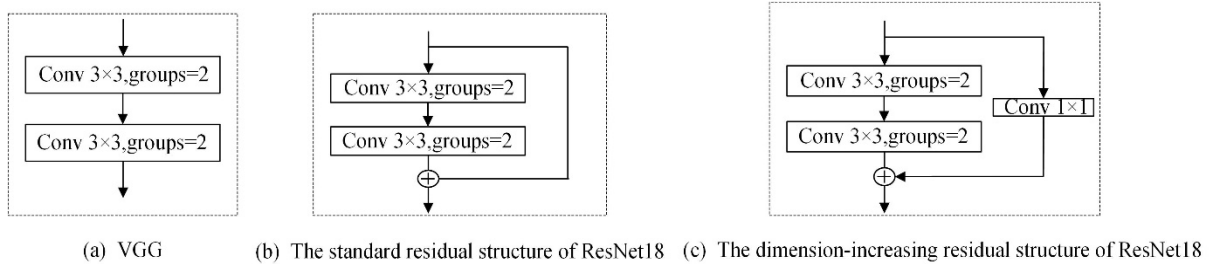 Conv 3×3,groups=2
Conv 3×3,groups=2
(a) VGG
Conv 3×3,groups=2
Conv 3×3,groups=2
(b) The standard residual structure of ResNet18
Conv 3×3,groups=2
Conv 1×1
Conv 3×3,groups=2
(c) The dimension-increasing residual structure of ResNet18